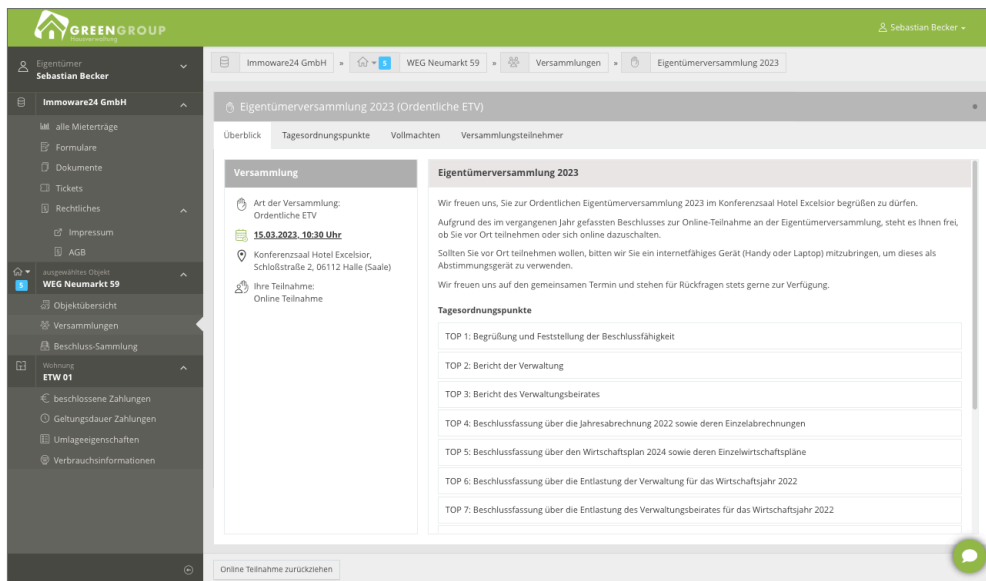 GREENGROUP
Hausverwaltung
Sebastian Becker
Eigentümer
Sebastian Becker
Immoware24 GmbH
alle Mieterträge
Formulare
Dokumente
Tickets
Rechtliches
Impressum
AGB
ausgewähltes Objekt
5
WEG Neumarkt 59
Objektübersicht
Versammlungen
Beschluss-Sammlung
Wohnung
ETW 01
beschlossene Zahlungen
Geltungsdauer Zahlungen
Umlageeigenschaften
Verbrauchsinformationen
Immoware24 GmbH » 5 WEG Neumarkt 59 » Versammlungen » Eigentümerversammlung 2023
Eigentümerversammlung 2023 (Ordentliche ETV)
Überblick Tagesordnungspunkte Vollmachten Versammlungsteilnehmer
Versammlung
Art der Versammlung:
Ordentliche ETV
15.03.2023, 10:30 Uhr
Konferenzsaal Hotel Excelsior,
Schloßstraße 2, 06112 Halle (Saale)
Ihre Teilnahme:
Online Teilnahme
Eigentümerversammlung 2023
Wir freuen uns, Sie zur Ordentlichen Eigentümerversammlung 2023 im Konferenzsaal Hotel Excelsior begrüßen zu dürfen.
Aufgrund des im vergangenen Jahr gefassten Beschlusses zur Online-Teilnahme an der Eigentümerversammlung, steht es Ihnen frei,
ob Sie vor Ort teilnehmen oder sich online dazuschalten.
Sollten Sie vor Ort teilnehmen wollen, bitten wir Sie ein internetfähiges Gerät (Handy oder Laptop) mitzubringen, um dieses als
Abstimmungsgerät zu verwenden.
Wir freuen uns auf den gemeinsamen Termin und stehen für Rückfragen stets gerne zur Verfügung.
Tagesordnungspunkte
TOP 1: Begrüßung und Feststellung der Beschlussfähigkeit
TOP 2: Bericht der Verwaltung
TOP 3: Bericht des Verwaltungsbeirates
TOP 4: Beschlussfassung über die Jahresabrechnung 2022 sowie deren Einzelabrechnungen
TOP 5: Beschlussfassung über den Wirtschaftsplan 2024 sowie deren Einzelwirtschaftspläne
TOP 6: Beschlussfassung über die Entlastung der Verwaltung für das Wirtschaftsjahr 2022
TOP 7: Beschlussfassung über die Entlastung des Verwaltungsbeirates für das Wirtschaftsjahr 2022
Online Teilnahme zurückziehen